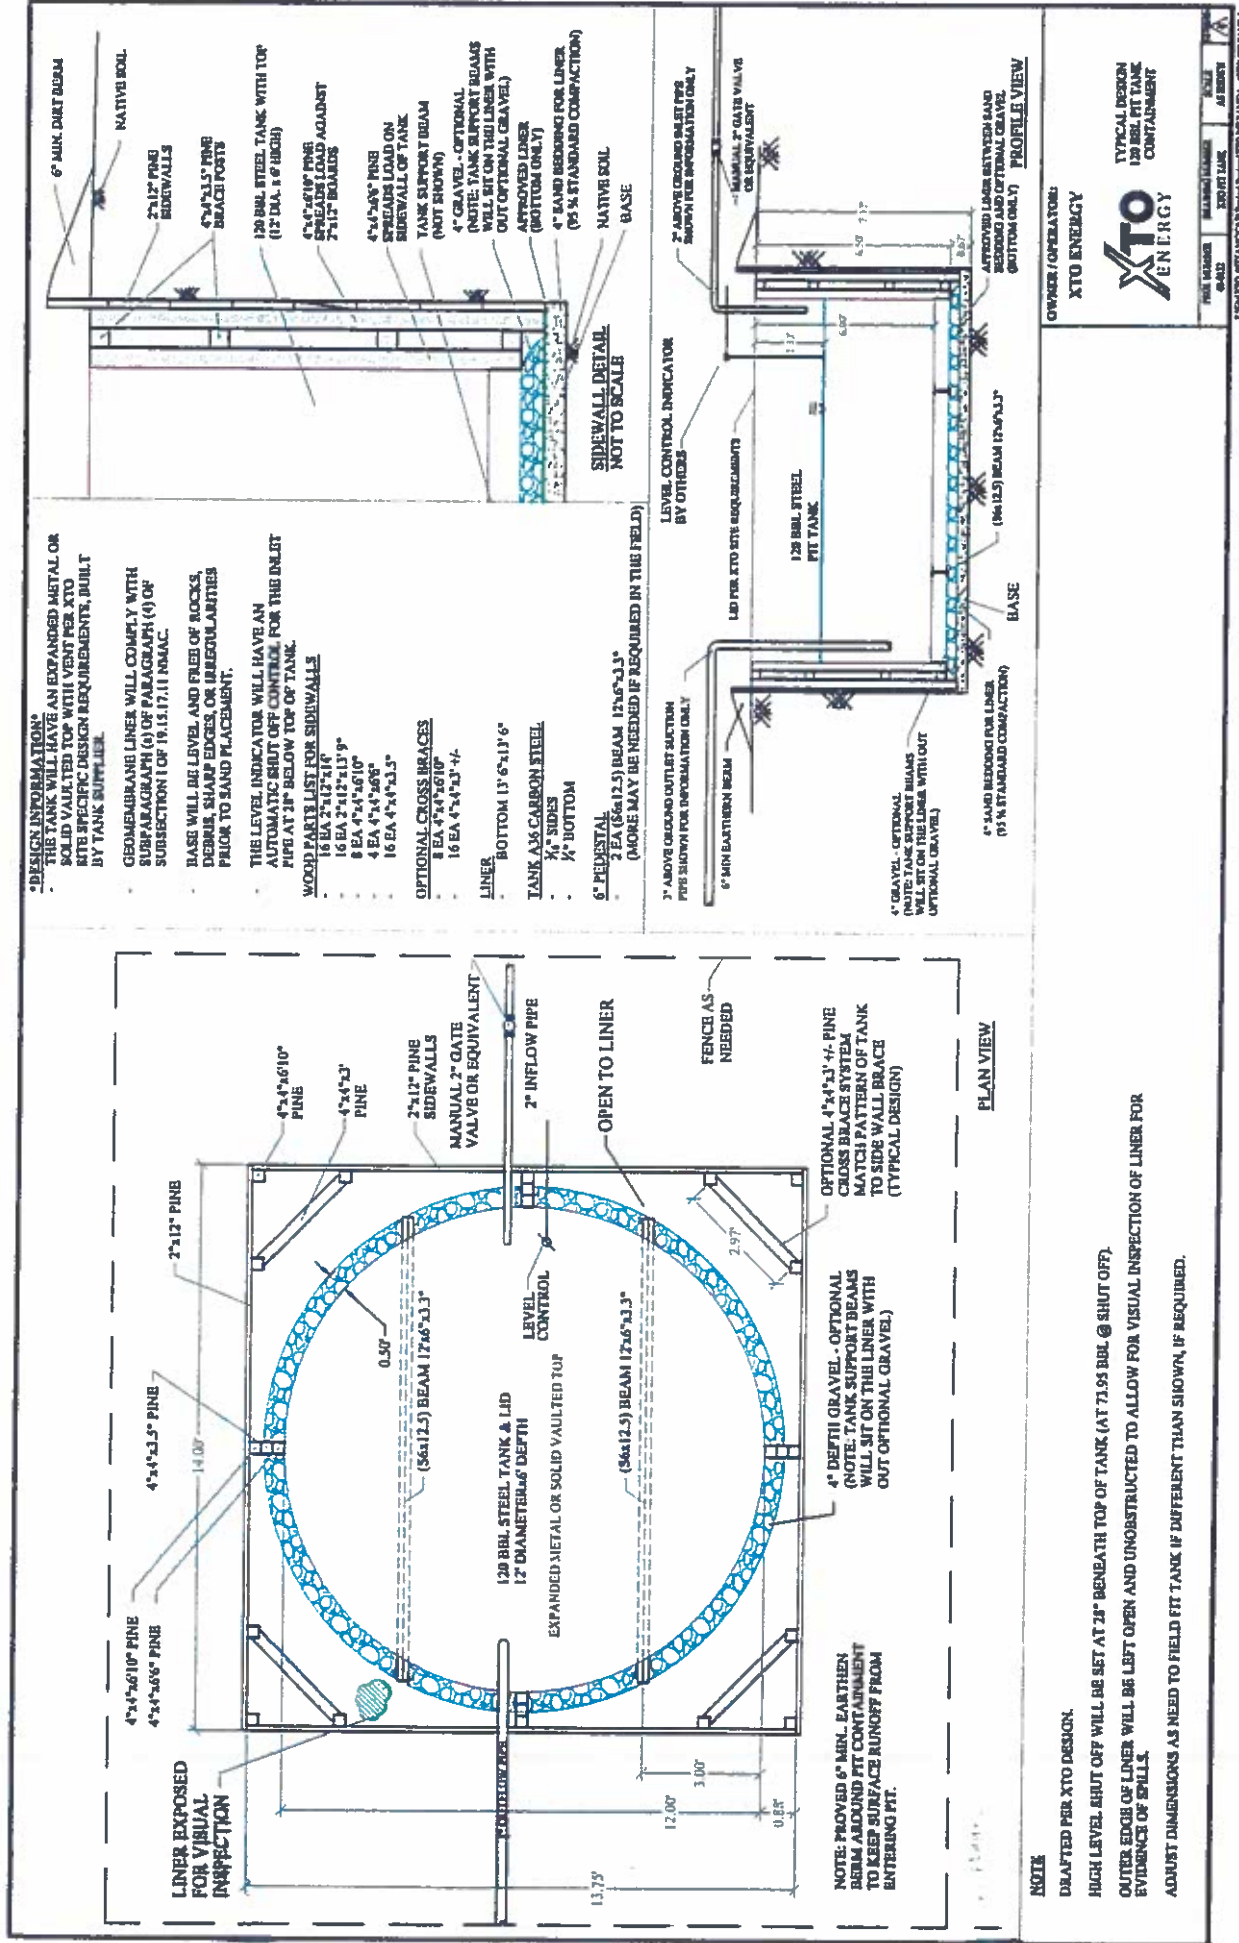 *DESIGN INFORMATION*
- THE TANK WILL HAVE AN EXPANDED METAL OR
SOLID VAULTED TOP WITH VENT PER XTO
SITE SPECIFIC DESIGN REQUIREMENTS, BUILT
BY TANK SUPPLIER.
- GEOMEMBRANE LINER WILL COMPLY WITH
SUBPARAGRAPH (a) OF PARAGRAPH (4) OF
SUBSECTION I OF 19.15.17.11 NMAC.
- BASE WILL BE LEVEL AND FREE OF ROCKS,
DEBRIS, SHARP EDGES, OR IRREGULARITIES
PRIOR TO SAND PLACEMENT.
- THE LEVEL INDICATOR WILL HAVE AN
AUTOMATIC SHUT OFF CONTROL FOR THE INLET
PIPE AT 28" BELOW TOP OF TANK.
WOOD PARTS LIST FOR SIDEWALLS
- 16 EA 2"x12"x14'
- 16 EA 2"x12"x13'9"
- 8 EA 4"x4"x6'10"
- 4 EA 4"x4"x6'6"
- 16 EA 4"x4"x3.5"
OPTIONAL CROSS BRACES
- 8 EA 4"x4"x6'10"
- 16 EA 4"x4"x3' +/-
LINER
- BOTTOM 13' 6"x13' 6"
TANK A36 CARBON STEEL
- SIDES
- BOTTOM
6" PEDESTAL
- 2 EA (S6x12.5) BEAM 12'x6"x3.3"
(MORE MAY BE NEEDED IF REQUIRED IN THE FIELD)
6" MIN. DIRT BERM
NATIVE SOIL
2"x12" PINE
SIDEWALLS
4"x4"x3.5" PINE
BRACE POSTS
120 BBL STEEL TANK WITH TOP
(12' DIA. x 6' HIGH)
4"x4"x6'10" PINE
SPREADS LOAD AGAINST
2"x12" BOARDS
4"x4"x6'6" PINE
SPREADS LOAD ON
SIDEWALL OF TANK
TANK SUPPORT BEAM
(NOT SHOWN)
4" GRAVEL - OPTIONAL
(NOTE: TANK SUPPORT BEAMS
WILL SIT ON THE LINER WITH
OUT OPTIONAL GRAVEL)
APPROVED LINER
(BOTTOM ONLY)
4" SAND BEDDING FOR LINER
(95 % STANDARD COMPACTION)
NATIVE SOIL
BASE
SIDEWALL DETAIL
NOT TO SCALE
LINER EXPOSED
FOR VISUAL
INSPECTION
4"x4"x6'10" PINE
4"x4"x6'6" PINE
4"x4"x3.5" PINE
2"x12" PINE
4"x4"x6'10"
PINE
4"x4"x3'
PINE
2"x12" PINE
SIDEWALLS
MANUAL 2" GATE
VALVE OR EQUIVALENT
2" INFLOW PIPE
OPEN TO LINER
FENCE AS
NEEDED
14.00'
0.50'
(S6x12.5) BEAM 12'x6"x3.3"
LEVEL
CONTROL
120 BBL STEEL TANK & LID
12' DIAMETERx6' DEPTH
EXPANDED METAL OR SOLID VAULTED TOP
(S6x12.5) BEAM 12'x6"x3.3"
2.97'
3.00'
12.00'
13.75'
OPTIONAL 4"x4"x3' +/- PINE
CROSS BRACE SYSTEM
MATCH PATTERN OF TANK
TO SIDE WALL BRACE
(TYPICAL DESIGN)
4" DEPTH GRAVEL - OPTIONAL
(NOTE: TANK SUPPORT BEAMS
WILL SIT ON THE LINER WITH
OUT OPTIONAL GRAVEL)
NOTE: PROVED 6" MIN. EARTHEN
BERM AROUND PIT CONTAINMENT
TO KEEP SURFACE RUNOFF FROM
ENTERING PIT.
PLAN VIEW
3" ABOVE GROUND OUTLET SUCTION
PIPE SHOWN FOR INFORMATION ONLY
6" MIN EARTHERN BERM
LEVEL CONTROL INDICATOR
BY OTHERS
LID PER XTO SITE REQUIREMENTS
2" ABOVE GROUND INLET PIPE
SHOWN FOR INFORMATION ONLY
MANUAL 2" GATE VALVE
OR EQUIVALENT
120 BBL STEEL
PIT TANK
6.00'
4" GRAVEL - OPTIONAL
(NOTE: TANK SUPPORT BEAMS
WILL SIT ON THE LINER WITH OUT
OPTIONAL GRAVEL)
4" SAND BEDDING FOR LINER
(95 % STANDARD COMPACTION)
BASE
(S6x12.5) BEAM 12'x6"x3.3"
APPROVED LINER BETWEEN SAND
BEDDING AND OPTIONAL GRAVEL
(BOTTOM ONLY)
PROFILE VIEW
NOTE
DRAFTED PER XTO DESIGN.
HIGH LEVEL SHUT OFF WILL BE SET AT 28" BENEATH TOP OF TANK (AT 73.95 BBL @ SHUT OFF).
OUTER EDGE OF LINER WILL BE LEFT OPEN AND UNOBSTRUCTED TO ALLOW FOR VISUAL INSPECTION OF LINER FOR
EVIDENCE OF SPILLS.
ADJUST DIMENSIONS AS NEED TO FIELD FIT TANK IF DIFFERENT THAN SHOWN, IF REQUIRED.
OWNER / OPERATOR:
XTO ENERGY
XTO
ENERGY
TYPICAL DESIGN
120 BBL PIT TANK
CONTAINMENT
SCALE